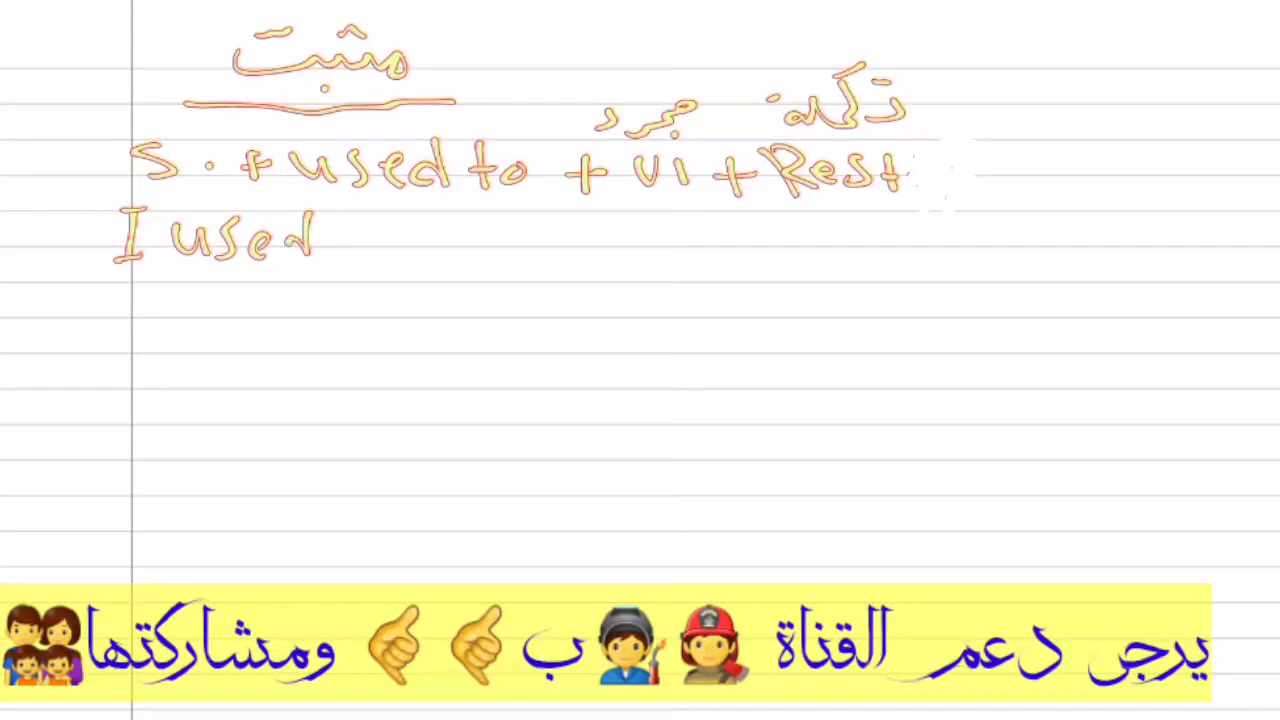 مثبت
مجرد تكملة
S. + used to + V1 + Rest
I used
يرجى دعم القناة 👩‍🚒👨‍🏭ب 🤙🤙 ومشاركتها👨‍👩‍👧‍👦